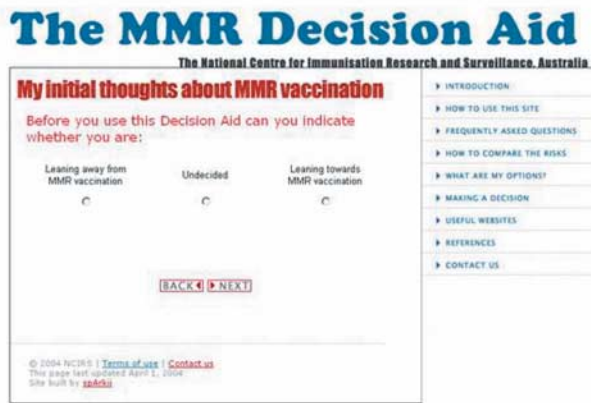 The MMR Decision Aid
The National Centre for Immunisation Research and Surveillance, Australia
My initial thoughts about MMR vaccination
Before you use this Decision Aid can you indicate
whether you are:
Leaning away from
MMR vaccination
Undecided
Leaning towards
MMR vaccination
BACK NEXT
© 2004 NCIRS | Terms of use | Contact us
This page last updated April 1, 2004
Site built by spArkii
INTRODUCTION
HOW TO USE THIS SITE
FREQUENTLY ASKED QUESTIONS
HOW TO COMPARE THE RISKS
WHAT ARE MY OPTIONS?
MAKING A DECISION
USEFUL WEBSITES
REFERENCES
CONTACT US